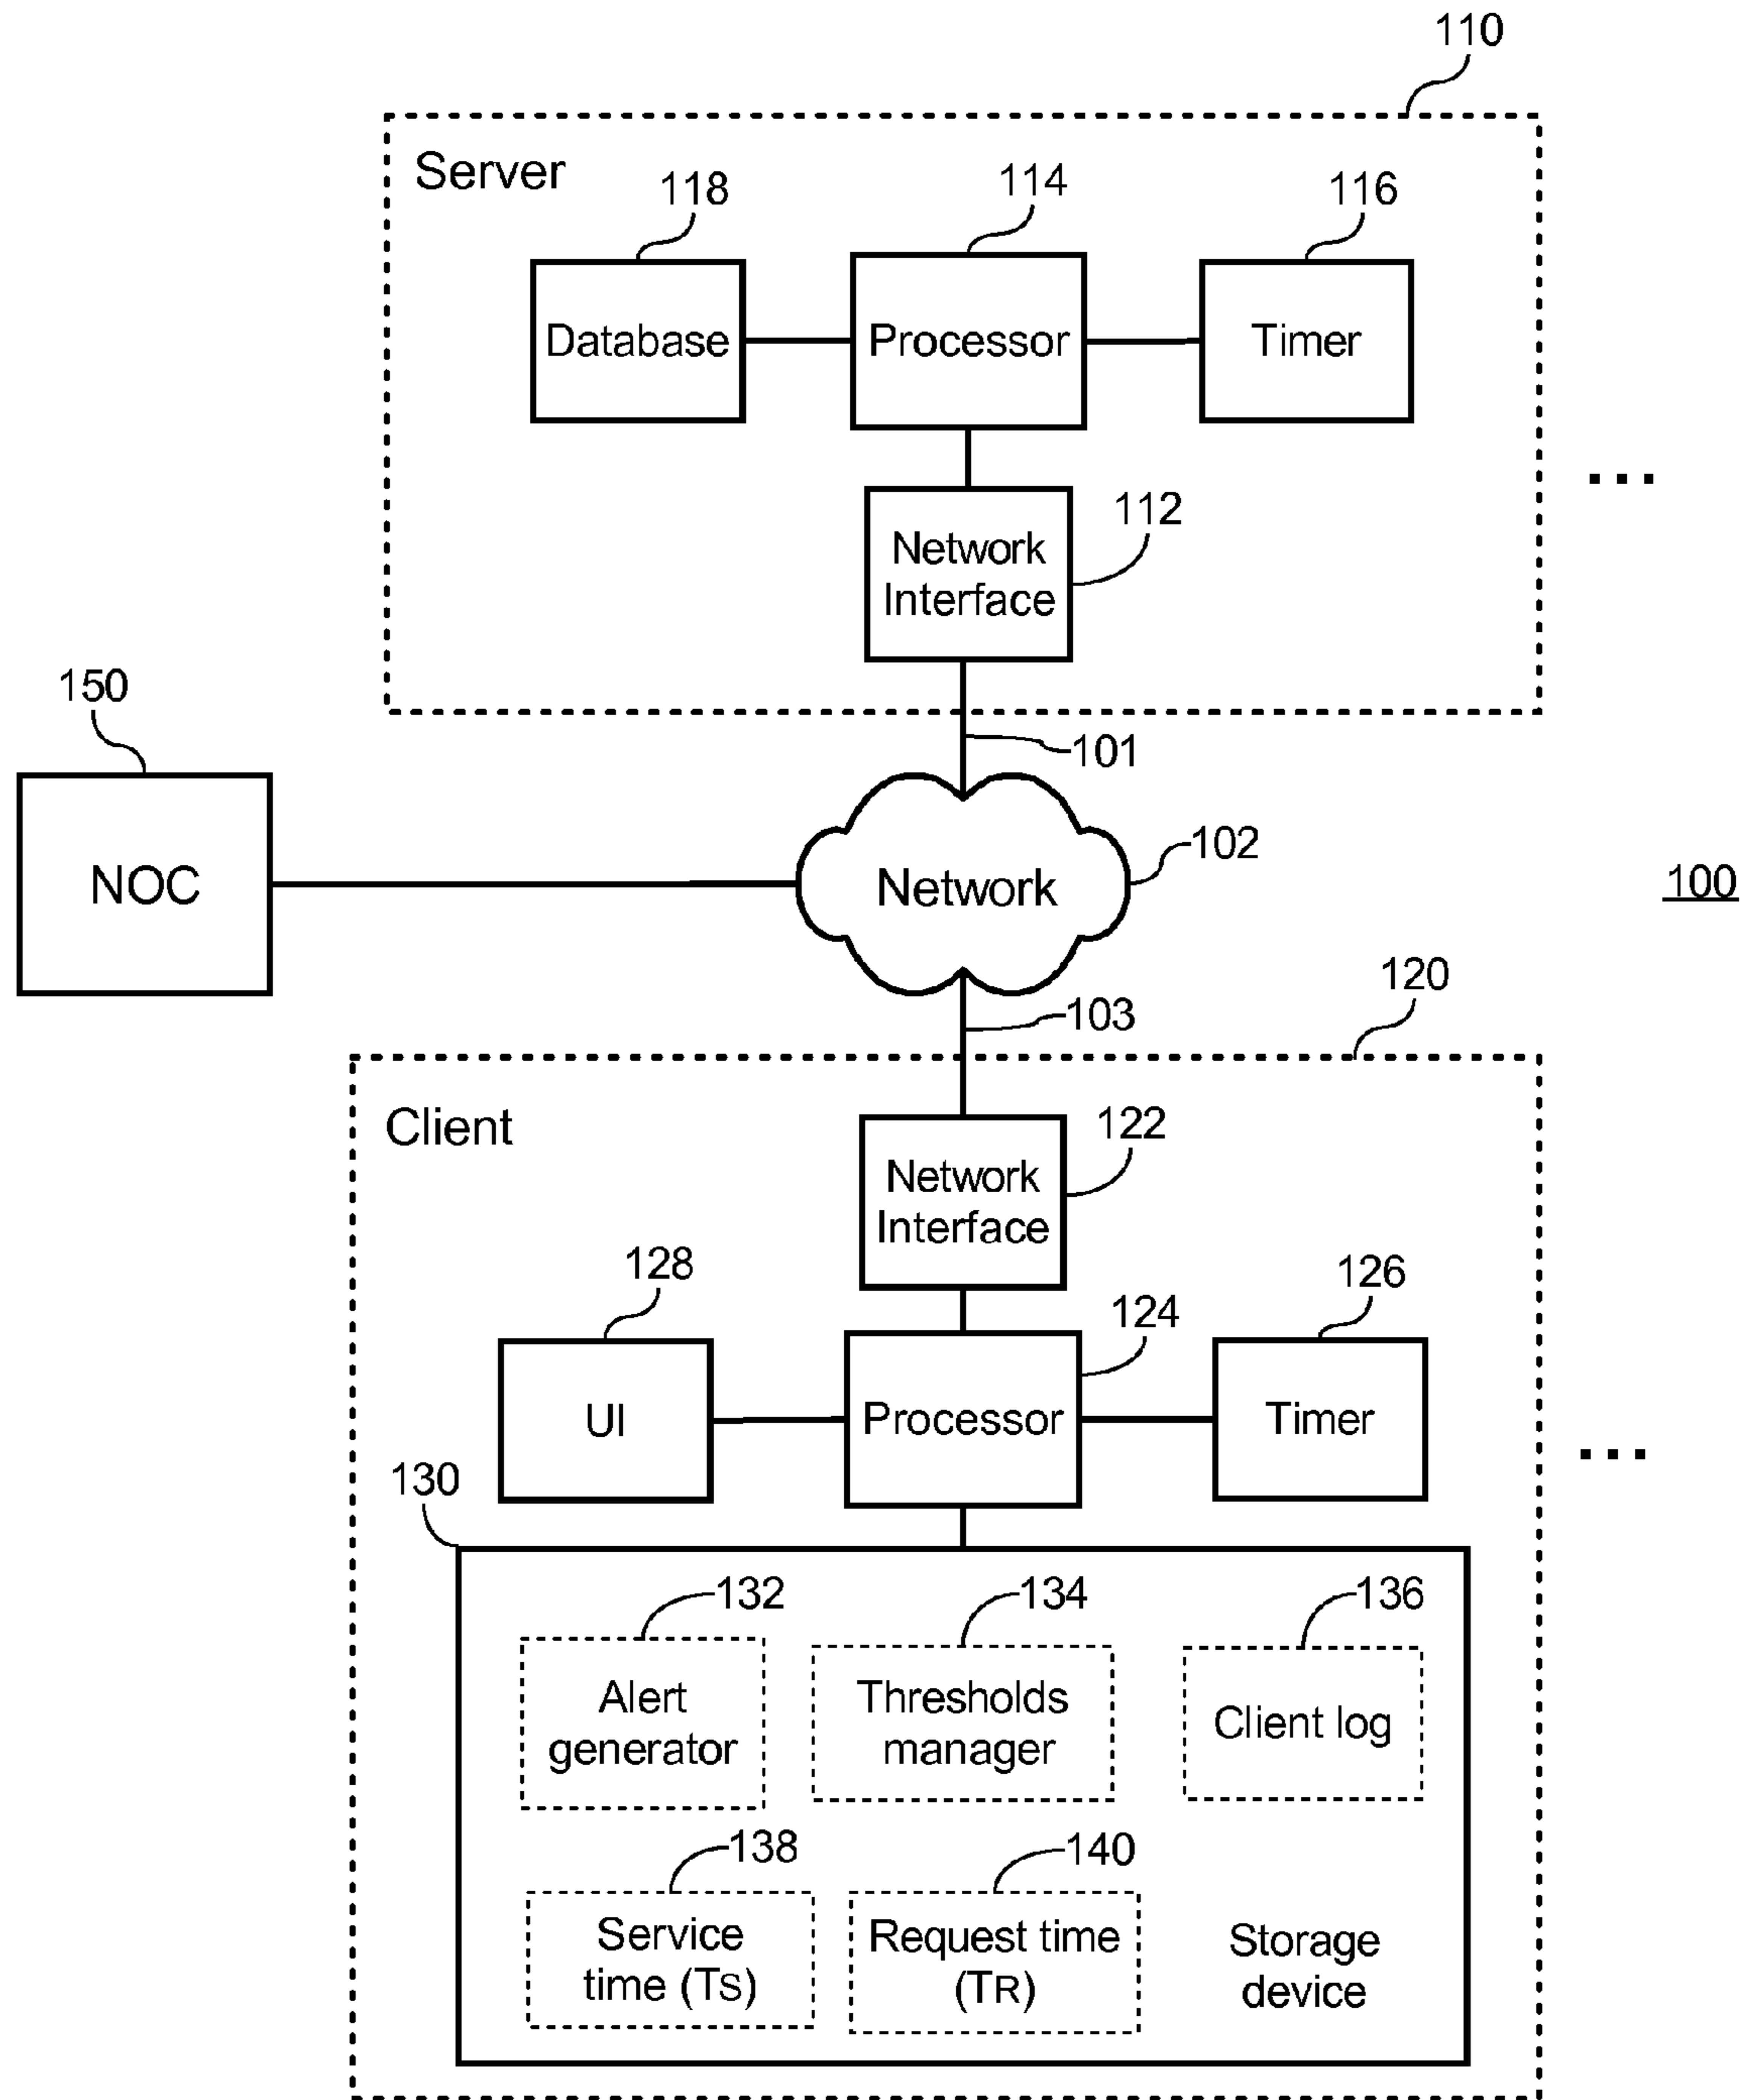 110
Server
118
114
116
Database
Processor
Timer
...
112
Network
Interface
150
101
NOC
Network
102
100
103
120
Client
122
Network
Interface
128
126
124
UI
Processor
Timer
...
130
132
134
136
Alert
generator
Thresholds
manager
Client log
138
140
Service
time (TS)
Request time
(TR)
Storage
device